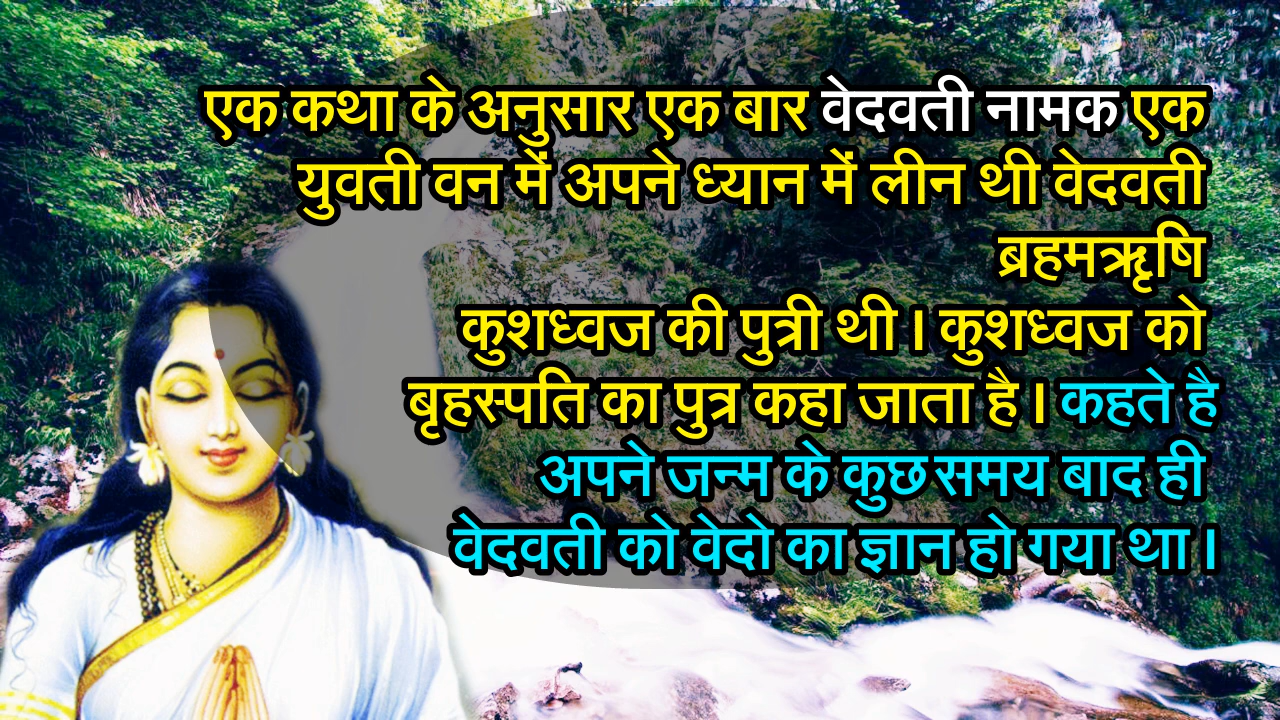 एक कथा के अनुसार एक बार वेदवती नामक एक
युवती वन में अपने ध्यान में लीन थी वेदवती
ब्रहमॠषि
कुशध्वज की पुत्री थी । कुशध्वज को
बृहस्पति का पुत्र कहा जाता है । कहते है
अपने जन्म के कुछ समय बाद ही
वेदवती को वेदो का ज्ञान हो गया था ।